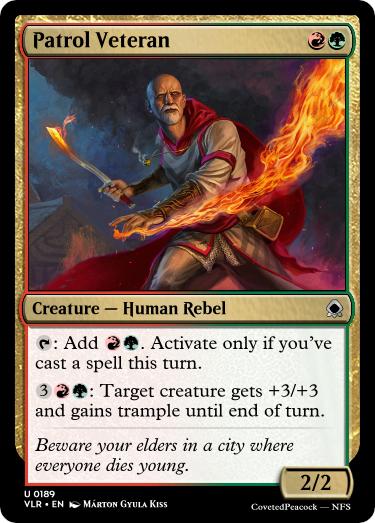 Patrol Veteran
Creature — Human Rebel
: Add . Activate only if you've
cast a spell this turn.
3 : Target creature gets +3/+3
and gains trample until end of turn.
Beware your elders in a city where
everyone dies young.
2/2
U 0189
VLR • EN Márton Gyula Kiss
CovetedPeacock — NFS